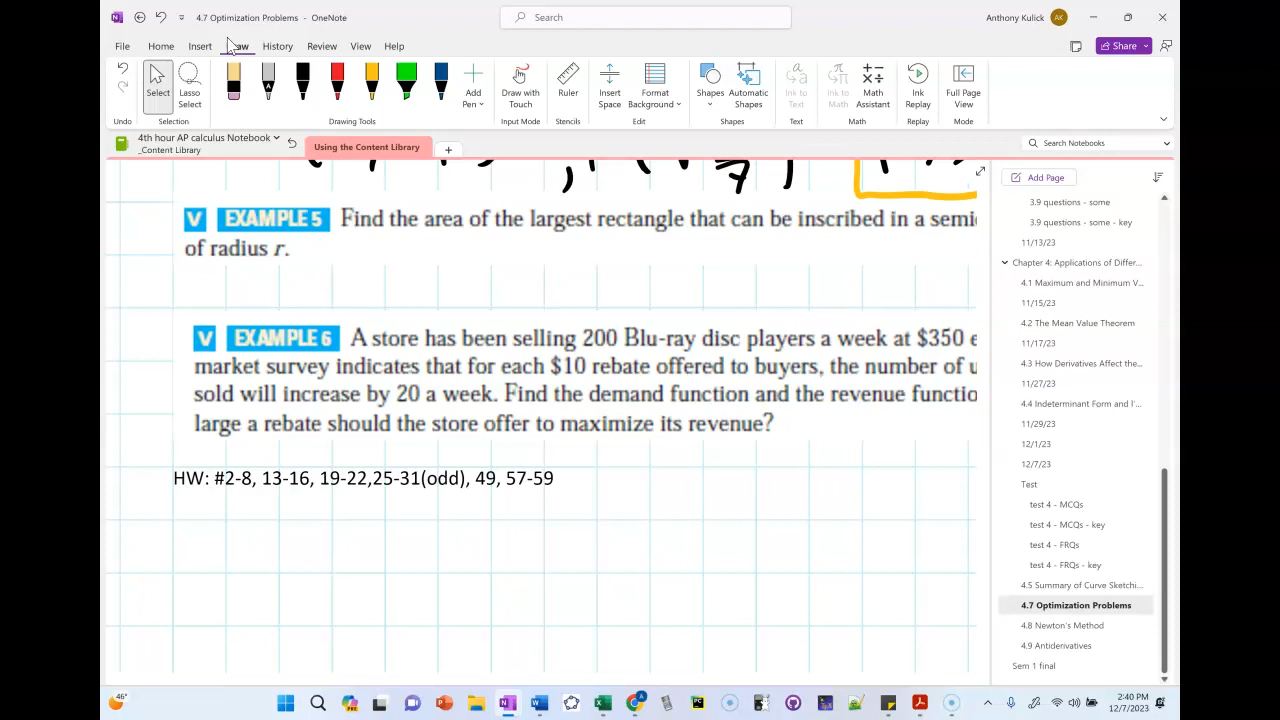 4.7 Optimization Problems - OneNote
Search
Anthony Kulick
AK
File Home Insert Draw History Review View Help
Share
Select
Lasso Select
Add Pen
Draw with Touch
Ruler
Insert Space
Format Background
Shapes
Automatic Shapes
Ink to Text
Ink to Math
Math Assistant
Ink Replay
Full Page View
Undo Selection Drawing Tools Input Mode Stencils Edit Shapes Text Math Replay Mode
4th hour AP calculus Notebook
_Content Library
Using the Content Library
Search Notebooks
Add Page
V EXAMPLE 5 Find the area of the largest rectangle that can be inscribed in a semi
of radius r.
V EXAMPLE 6 A store has been selling 200 Blu-ray disc players a week at $350 e
market survey indicates that for each $10 rebate offered to buyers, the number of u
sold will increase by 20 a week. Find the demand function and the revenue functio
large a rebate should the store offer to maximize its revenue?
HW: #2-8, 13-16, 19-22,25-31(odd), 49, 57-59
3.9 questions - some
3.9 questions - some - key
11/13/23
Chapter 4: Applications of Differ...
4.1 Maximum and Minimum V...
11/15/23
4.2 The Mean Value Theorem
11/17/23
4.3 How Derivatives Affect the...
11/27/23
4.4 Indeterminant Form and l'...
11/29/23
12/1/23
12/7/23
Test
test 4 - MCQs
test 4 - MCQs - key
test 4 - FRQs
test 4 - FRQs - key
4.5 Summary of Curve Sketchi...
4.7 Optimization Problems
4.8 Newton's Method
4.9 Antiderivatives
Sem 1 final
46°
2:40 PM
12/7/2023